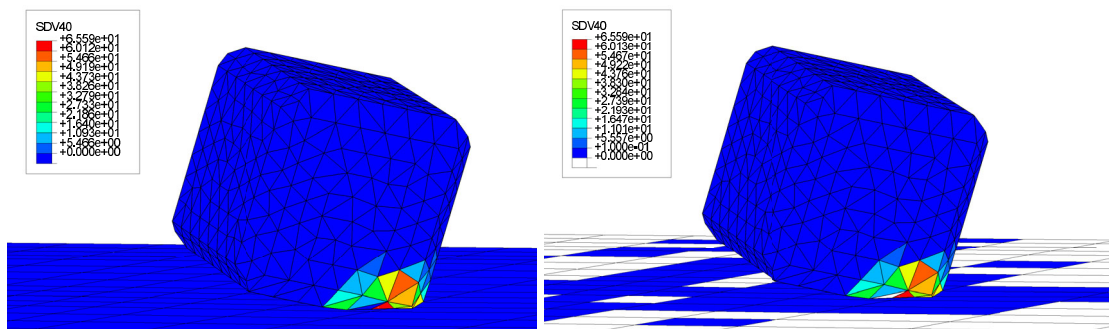 SDV40
+6.559e+01
+6.012e+01
+5.466e+01
+4.919e+01
+4.373e+01
+3.826e+01
+3.279e+01
+2.733e+01
+2.186e+01
+1.640e+01
+1.093e+01
+5.466e+00
+0.000e+00
SDV40
+6.559e+01
+6.013e+01
+5.467e+01
+4.922e+01
+4.376e+01
+3.830e+01
+3.284e+01
+2.739e+01
+2.193e+01
+1.647e+01
+1.101e+01
+5.557e+00
+1.000e-01
+0.000e+00